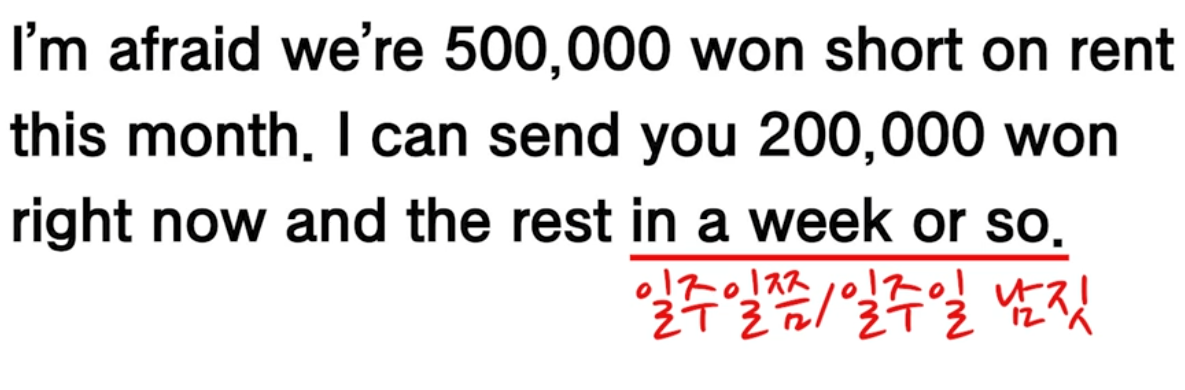 I'm afraid we're 500,000 won short on rent
this month. I can send you 200,000 won
right now and the rest in a week or so.
일주일쯤/일주일 남짓